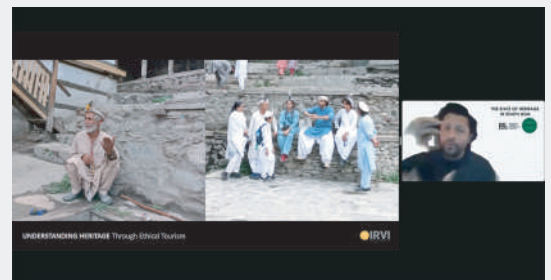 UNDERSTANDING HERITAGE Through Ethical Tourism
IRVI
THE STATE OF HERITAGE
IN SOUTH ASIA